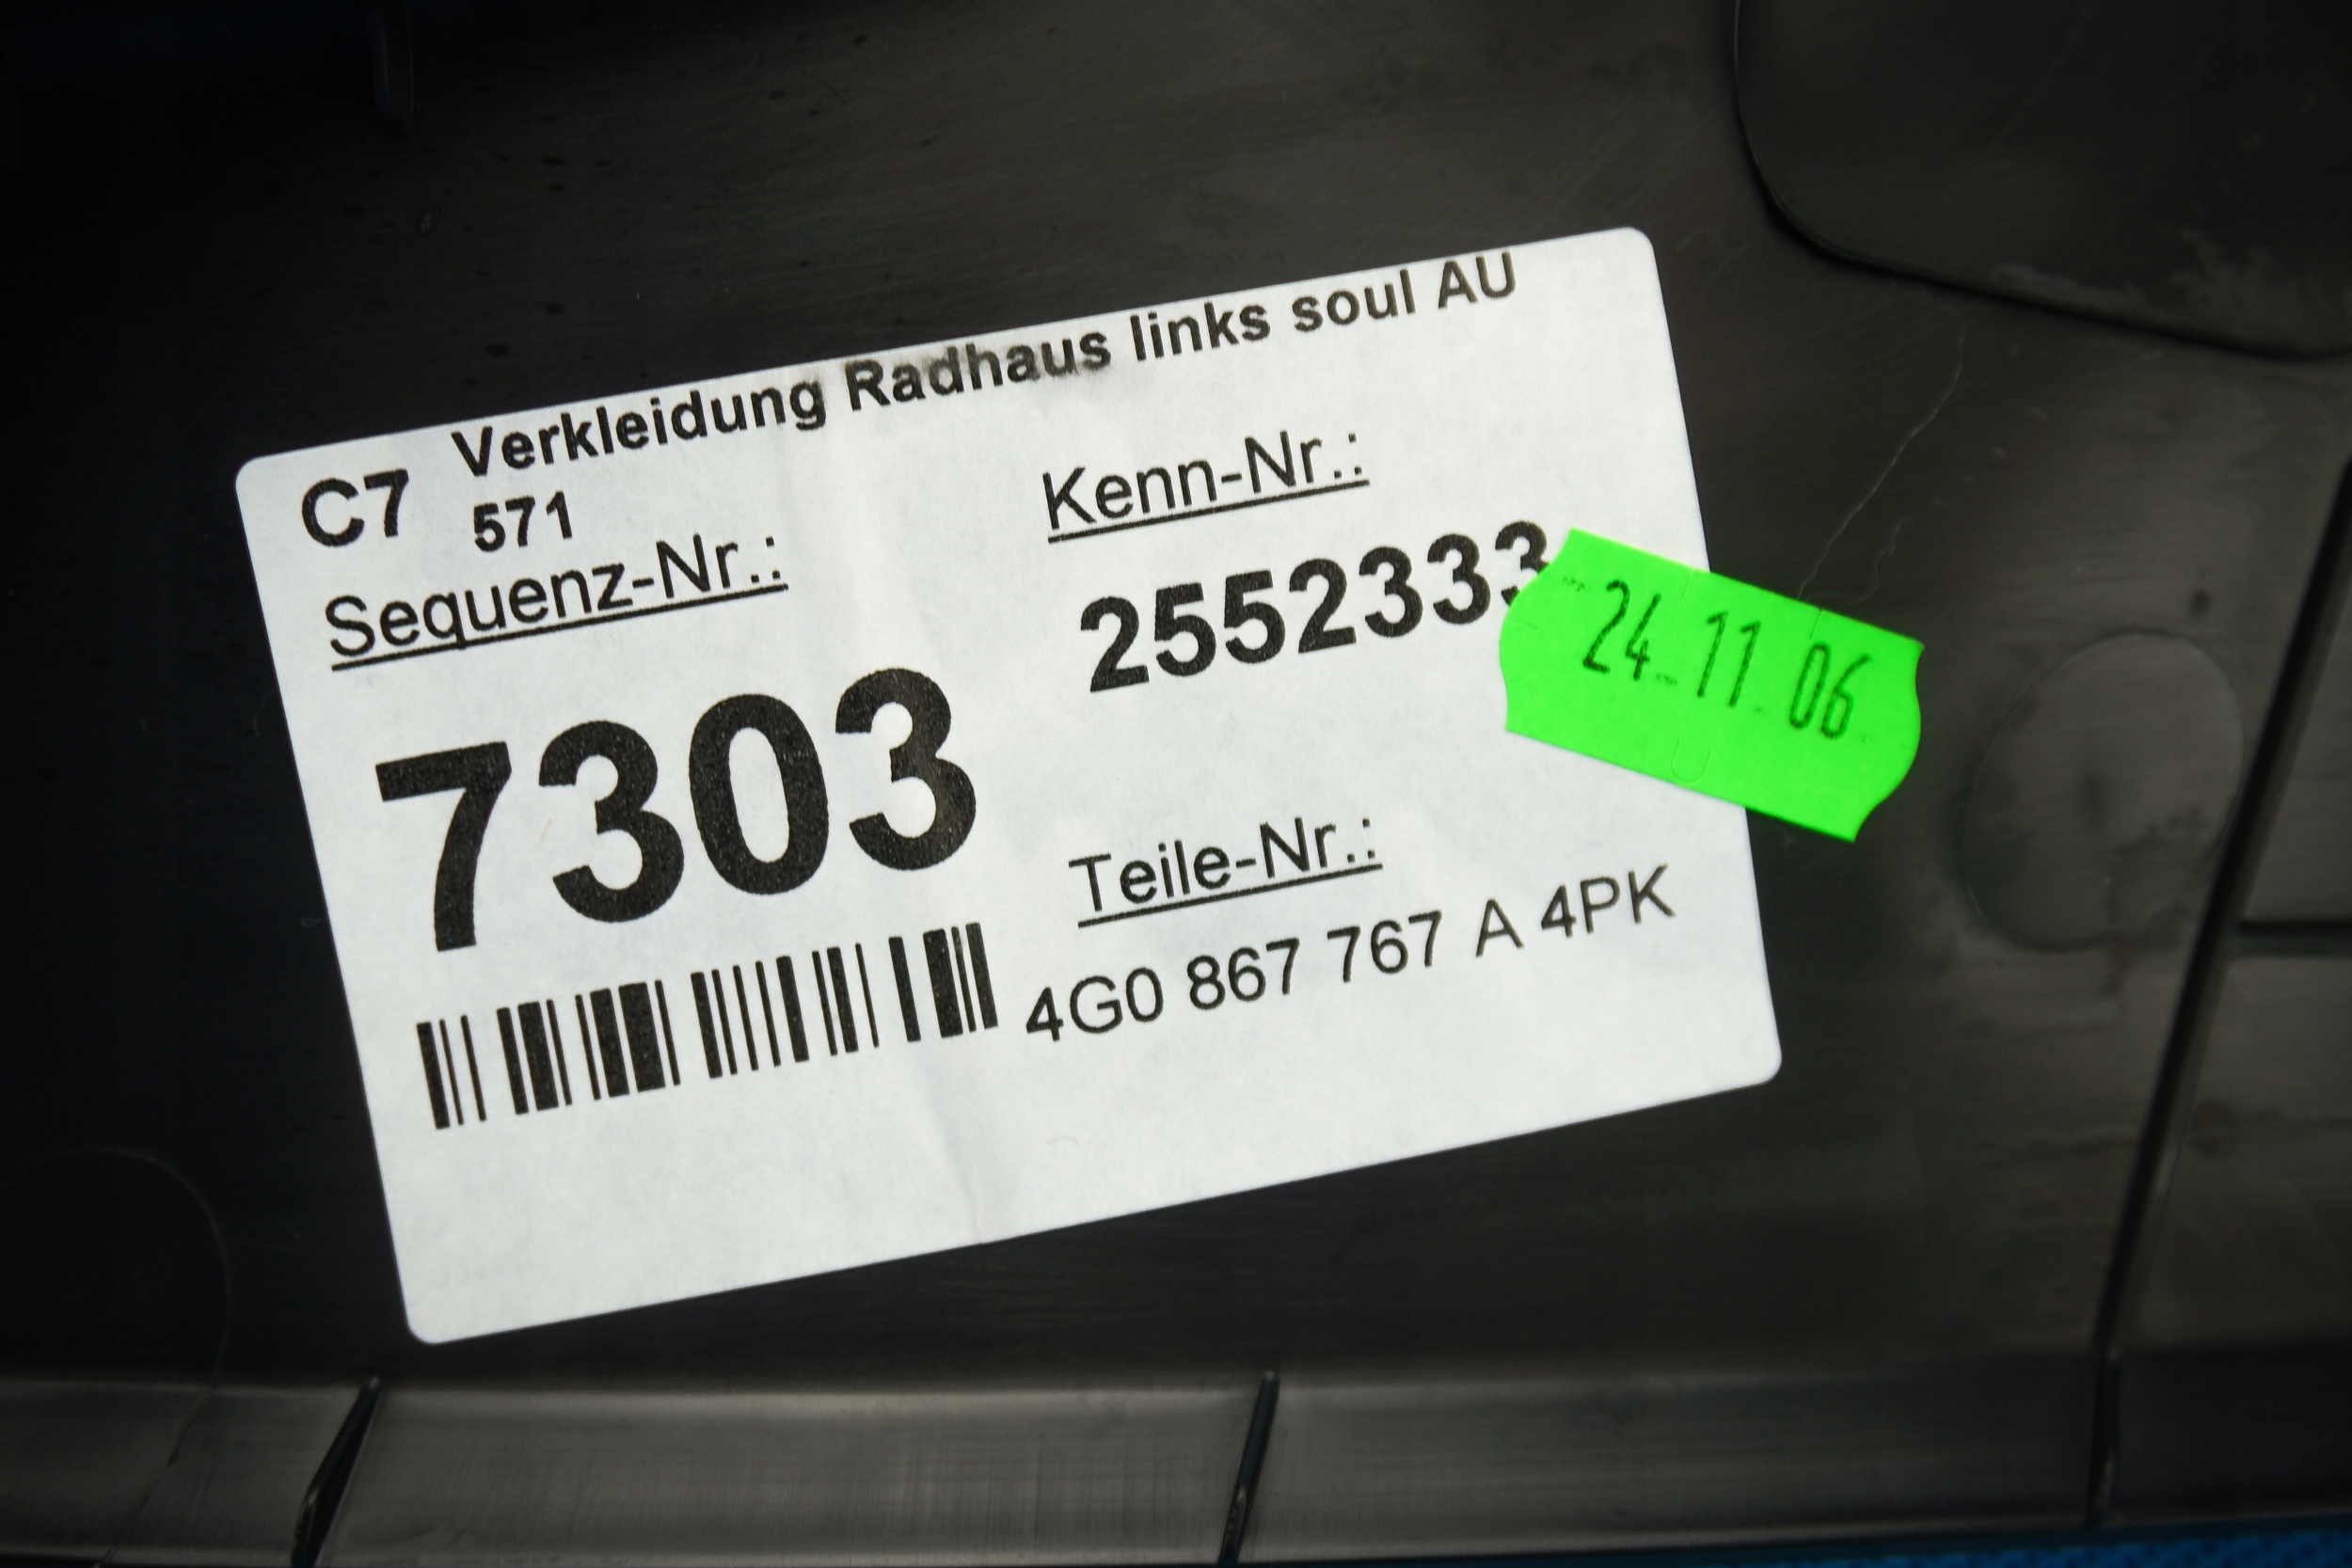 Verkleidung Radhaus links soul AU
C7 571
Sequenz-Nr.:
7303
Kenn-Nr.:
2552333
24 11 06
Teile-Nr.:
4G0 867 767 A 4PK